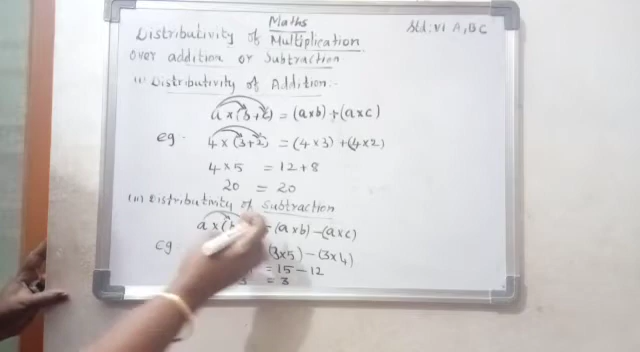 Maths
Std: VI A, B C
Distributivity of Multiplication
over addition or Subtraction
(i) Distributivity of Addition:-
a × (b + c) = (a×b) + (a×c)
eg - 4 × (3+2) = (4×3) + (4×2)
4 × 5 = 12 + 8
20 = 20
(ii) Distributivity of Subtraction
a × (b = (a×b) - (a×c)
eg - (3×5) - (3×4)
= 15 - 12
3 = 3